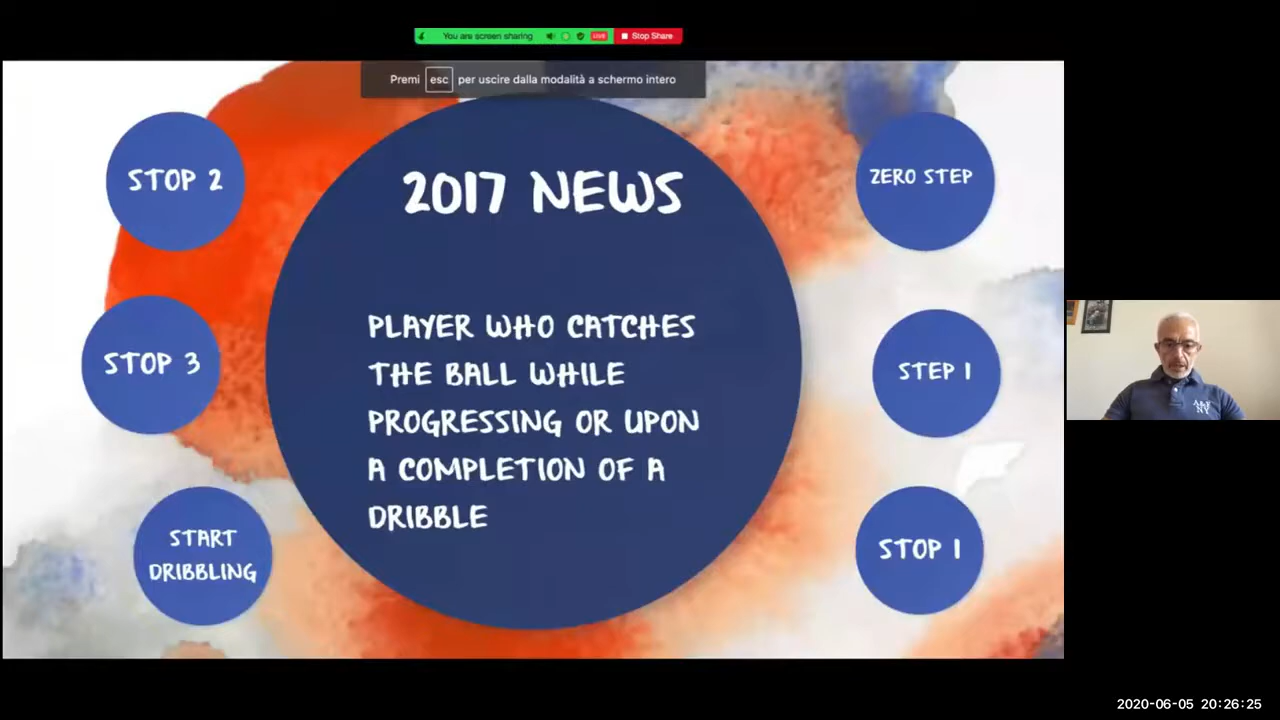 You are screen sharing LIVE Stop Share
Premi esc per uscire dalla modalità a schermo intero
2017 NEWS
PLAYER WHO CATCHES
THE BALL WHILE
PROGRESSING OR UPON
A COMPLETION OF A
DRIBBLE
STOP 2
STOP 3
START
DRIBBLING
ZERO STEP
STEP 1
STOP 1
2020-06-05 20:26:25